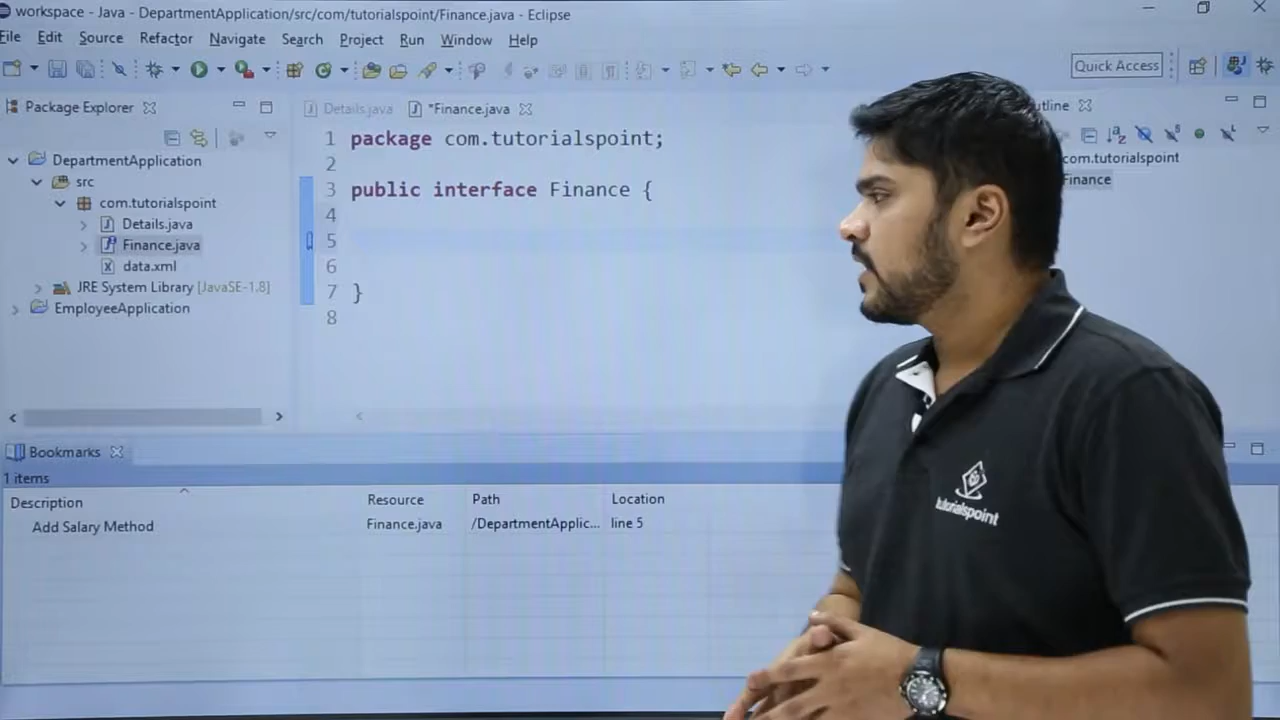 workspace - Java - DepartmentApplication/src/com/tutorialspoint/Finance.java - Eclipse
File Edit Source Refactor Navigate Search Project Run Window Help
Quick Access
Package Explorer
DepartmentApplication
src
com.tutorialspoint
Details.java
Finance.java
data.xml
JRE System Library [JavaSE-1.8]
EmployeeApplication
Details.java *Finance.java
1 package com.tutorialspoint;
2
3 public interface Finance {
4
5
6
7 }
8
utline
com.tutorialspoint
Finance
Bookmarks
1 items
Description Resource Path Location
Add Salary Method Finance.java /DepartmentApplic... line 5
tutorialspoint